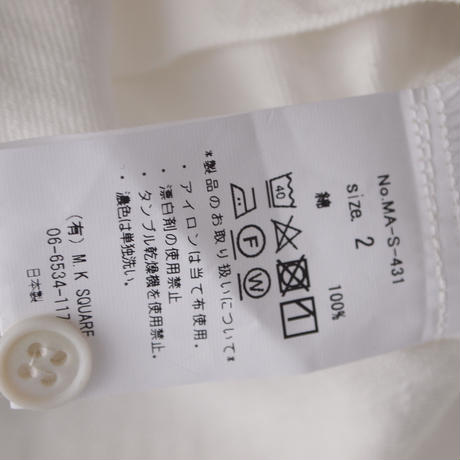 No.MA-S-431
size. 2
綿 100%
40
F W
*製品のお取り扱いについて*
・アイロンは当て布使用。
・漂白剤の使用禁止
・タンブル乾燥機を使用禁止。
・濃色は単独洗い。
(有) M.K SQUARE
06-6534-117
日本製